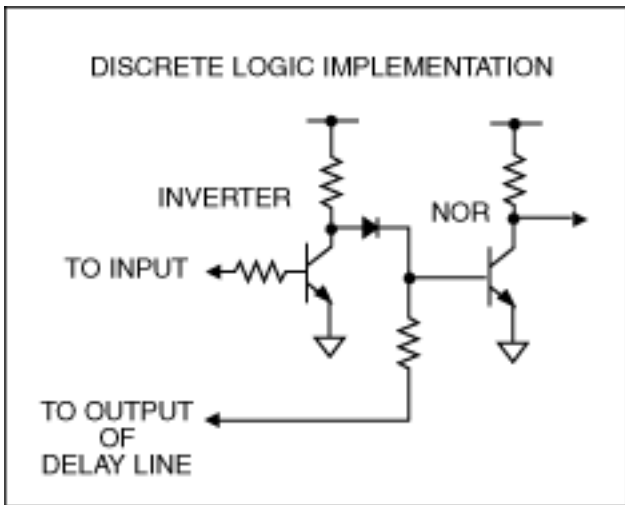 DISCRETE LOGIC IMPLEMENTATION
INVERTER
NOR
TO INPUT
TO OUTPUT
OF
DELAY LINE